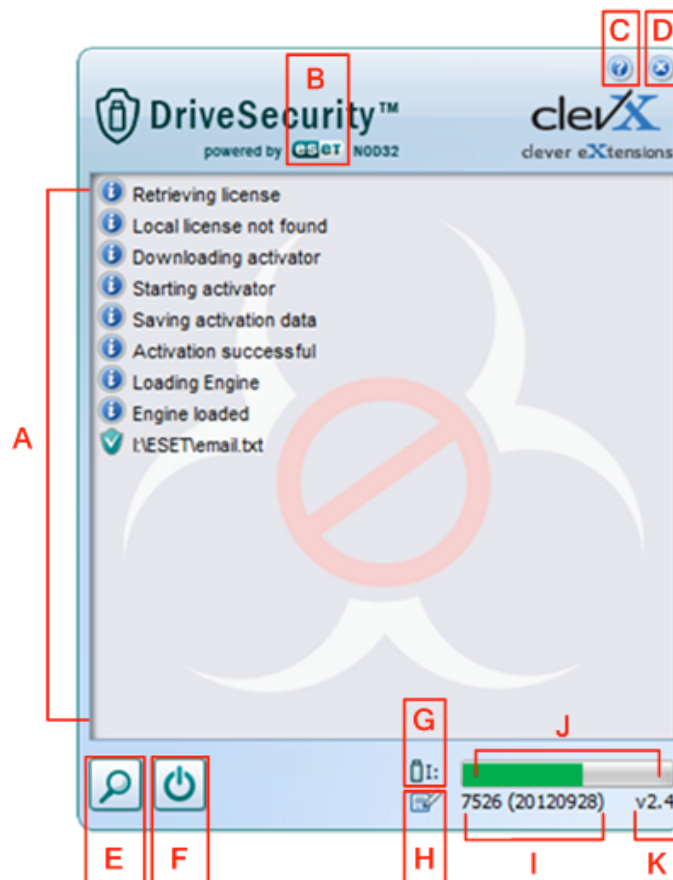 C D
B
DriveSecurity™
powered by eset NOD32
clevX
clever eXtensions
Retrieving license
Local license not found
Downloading activator
Starting activator
Saving activation data
Activation successful
Loading Engine
Engine loaded
I:\ESET\email.txt
A
G
I:
J
7526 (20120928) v2.4
E F H I K